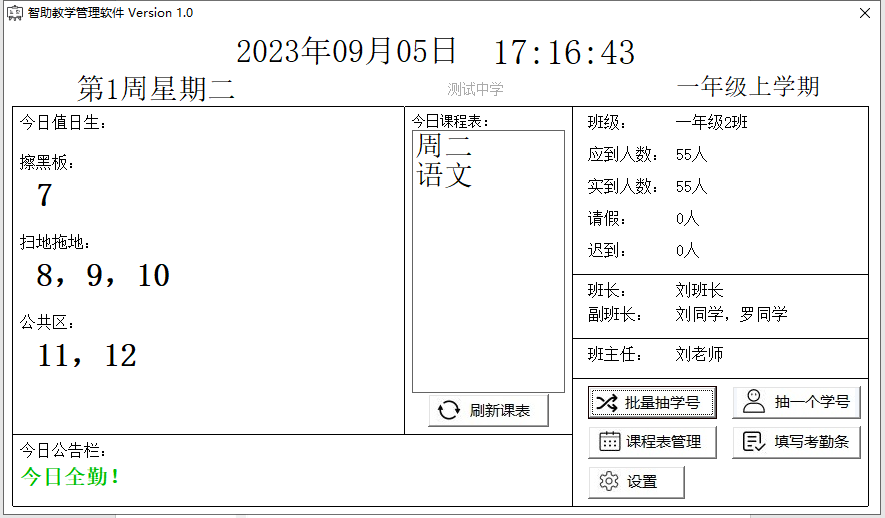 智助教学管理软件 Version 1.0
2023年09月05日 17:16:43
第1周星期二 测试中学 一年级上学期
今日值日生：
擦黑板：
7
扫地拖地：
8，9，10
公共区：
11，12
今日课程表：
周二
语文
刷新课表
班级： 一年级2班
应到人数： 55人
实到人数： 55人
请假： 0人
迟到： 0人
班长： 刘班长
副班长： 刘同学，罗同学
班主任： 刘老师
批量抽学号 抽一个学号
课程表管理 填写考勤条
设置
今日公告栏：
今日全勤！